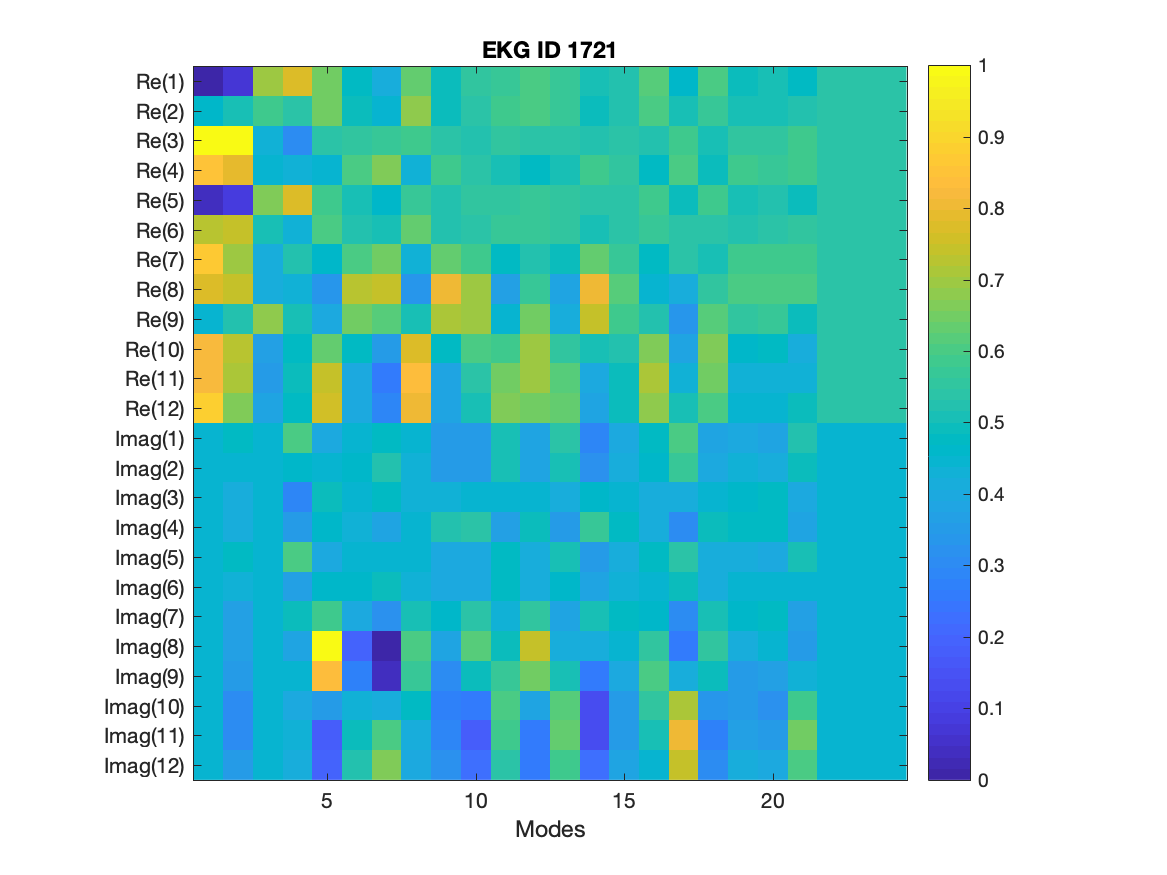 EKG ID 1721
Re(1)
Re(2)
Re(3)
Re(4)
Re(5)
Re(6)
Re(7)
Re(8)
Re(9)
Re(10)
Re(11)
Re(12)
Imag(1)
Imag(2)
Imag(3)
Imag(4)
Imag(5)
Imag(6)
Imag(7)
Imag(8)
Imag(9)
Imag(10)
Imag(11)
Imag(12)
5
10
15
20
Modes
1
0.9
0.8
0.7
0.6
0.5
0.4
0.3
0.2
0.1
0